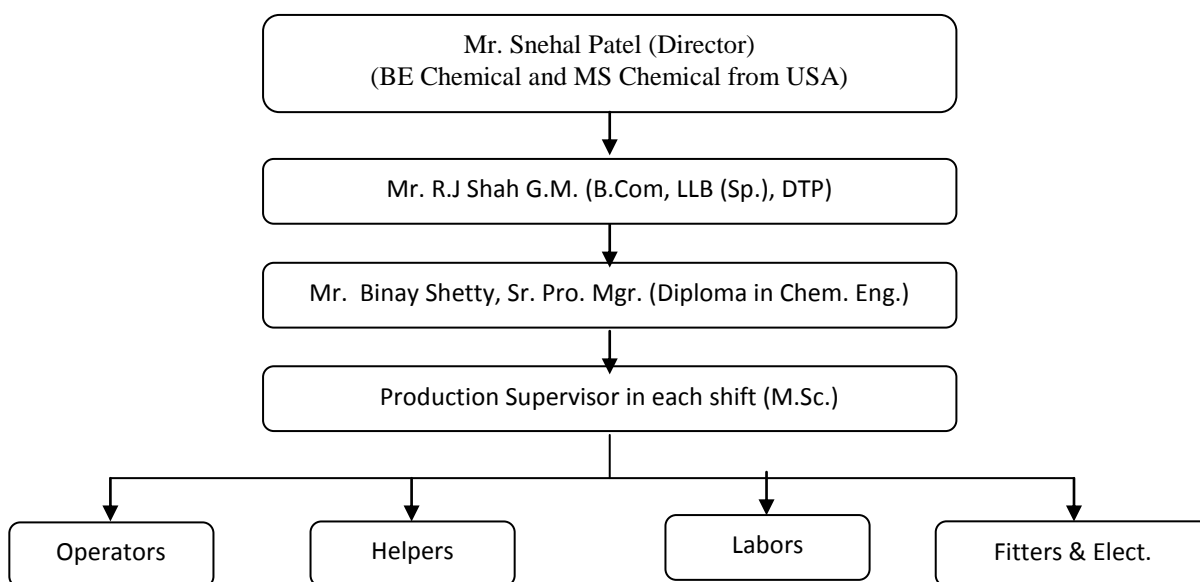 Mr. Snehal Patel (Director)
(BE Chemical and MS Chemical from USA)
Mr. R.J Shah G.M. (B.Com, LLB (Sp.), DTP)
Mr. Binay Shetty, Sr. Pro. Mgr. (Diploma in Chem. Eng.)
Production Supervisor in each shift (M.Sc.)
Operators
Helpers
Labors
Fitters & Elect.